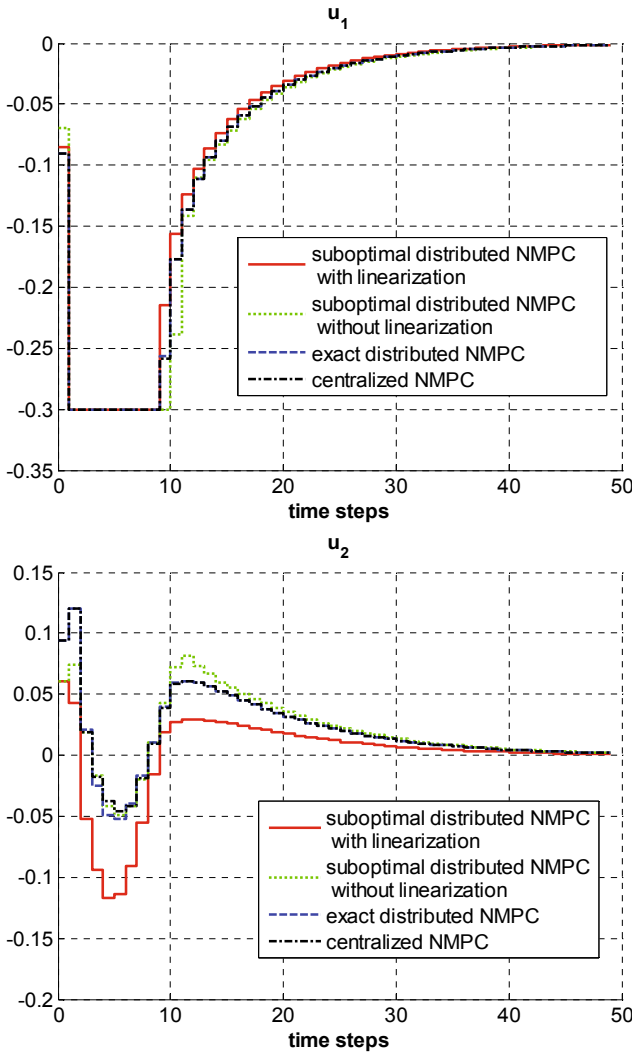 u1
0
-0.05
-0.1
-0.15
-0.2
-0.25
-0.3
-0.35
suboptimal distributed NMPC
with linearization
suboptimal distributed NMPC
without linearization
exact distributed NMPC
centralized NMPC
0 10 20 30 40 50
time steps
u2
0.15
0.1
0.05
0
-0.05
-0.1
-0.15
-0.2
suboptimal distributed NMPC
with linearization
suboptimal distributed NMPC
without linearization
exact distributed NMPC
centralized NMPC
0 10 20 30 40 50
time steps